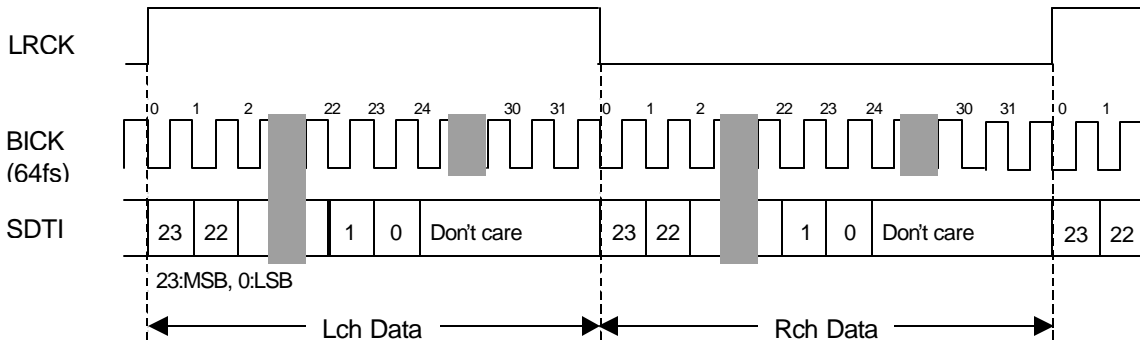 LRCK
0 1 2 22 23 24 30 31 0 1 2 22 23 24 30 31 0 1
BICK
(64fs)
SDTI 23 22 1 0 Don't care 23 22 1 0 Don't care 23 22
23:MSB, 0:LSB
Lch Data Rch Data